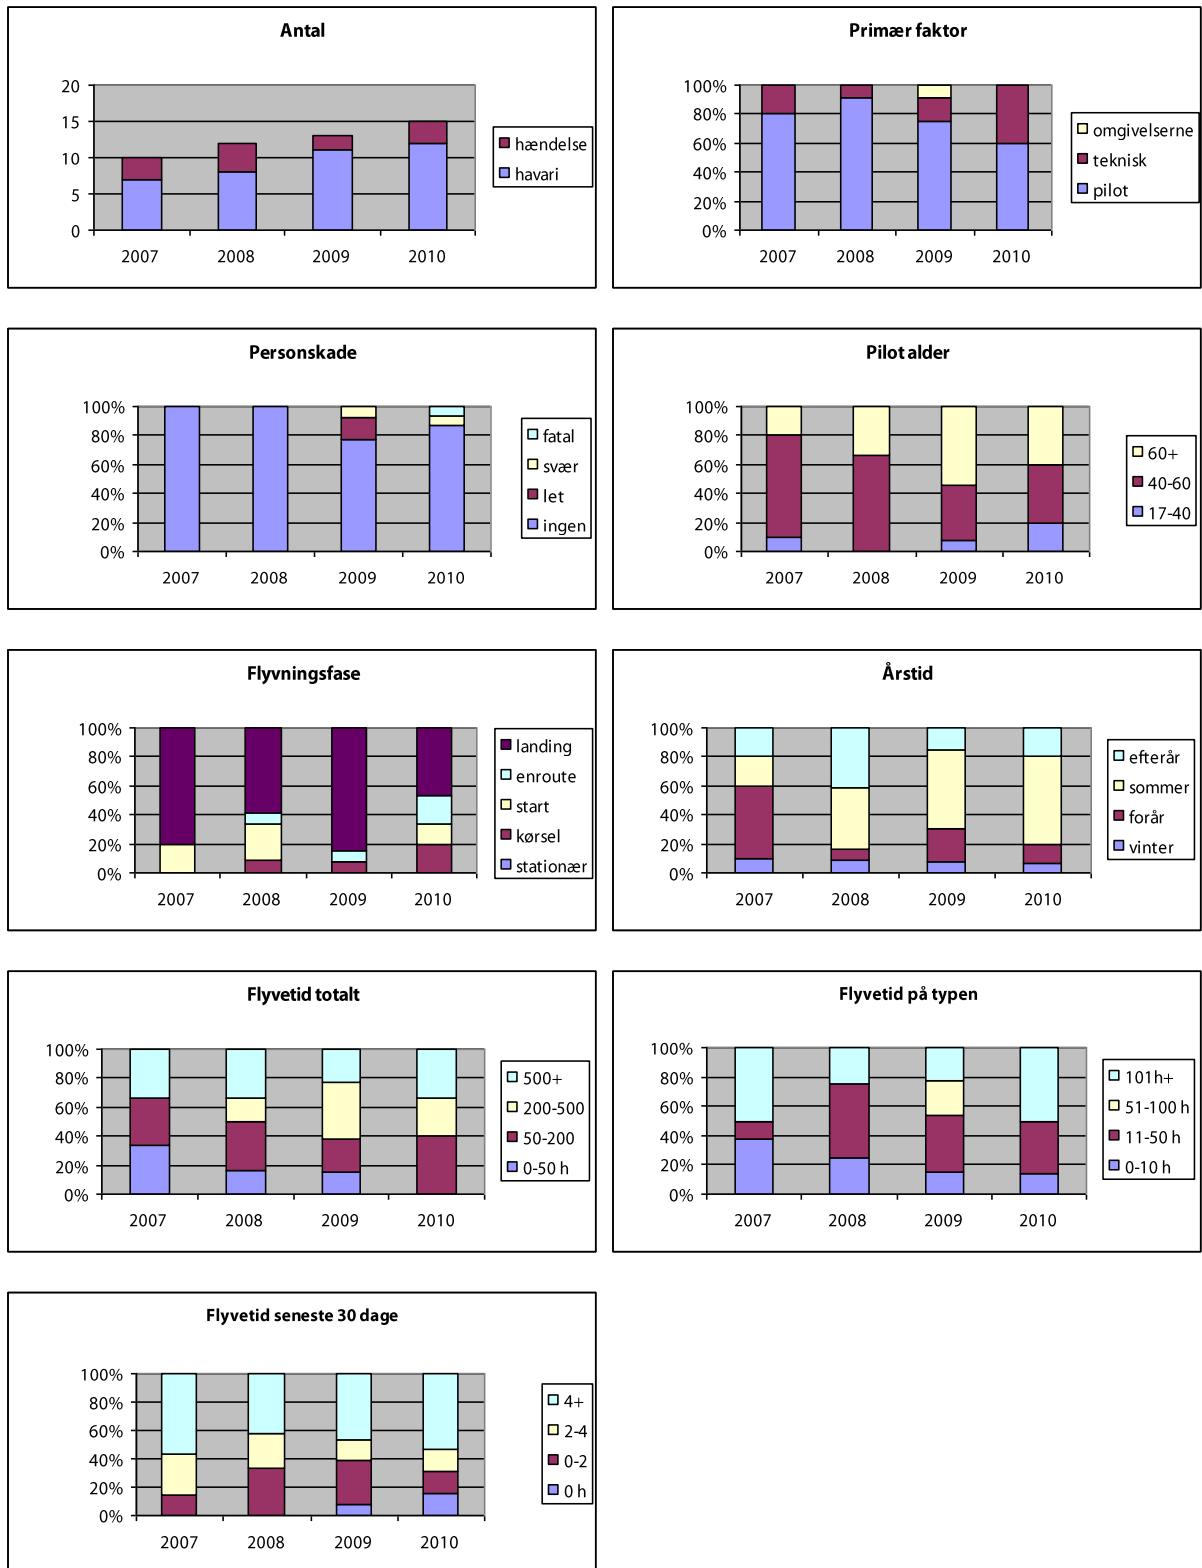 Antal
20
15
10
5
0
2007 2008 2009 2010
hændelse
havari
Primær faktor
100%
80%
60%
40%
20%
0%
2007 2008 2009 2010
omgivelserne
teknisk
pilot
Personskade
100%
80%
60%
40%
20%
0%
2007 2008 2009 2010
fatal
svær
let
ingen
Pilot alder
100%
80%
60%
40%
20%
0%
2007 2008 2009 2010
60+
40-60
17-40
Flyvningsfase
100%
80%
60%
40%
20%
0%
2007 2008 2009 2010
landing
enroute
start
kørsel
stationær
Årstid
100%
80%
60%
40%
20%
0%
2007 2008 2009 2010
efterår
sommer
forår
vinter
Flyvetid totalt
100%
80%
60%
40%
20%
0%
2007 2008 2009 2010
500+
200-500
50-200
0-50 h
Flyvetid på typen
100%
80%
60%
40%
20%
0%
2007 2008 2009 2010
101h+
51-100 h
11-50 h
0-10 h
Flyvetid seneste 30 dage
100%
80%
60%
40%
20%
0%
2007 2008 2009 2010
4+
2-4
0-2
0 h